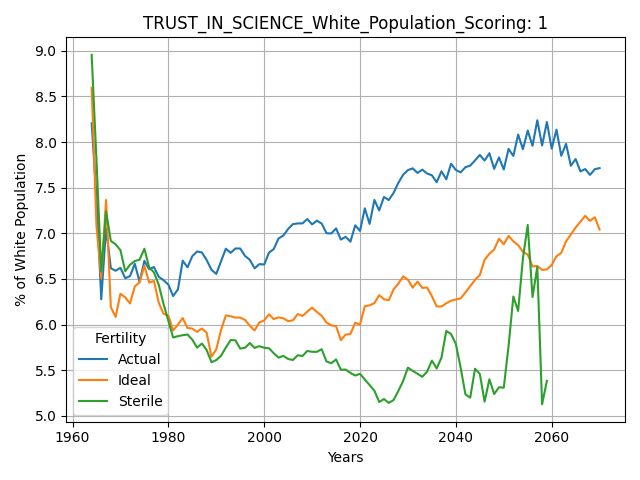 TRUST_IN_SCIENCE_White_Population_Scoring: 1
% of White Population
9.0
8.5
8.0
7.5
7.0
6.5
6.0
5.5
5.0
Fertility
Actual
Ideal
Sterile
1960
1980
2000
2020
2040
2060
Years